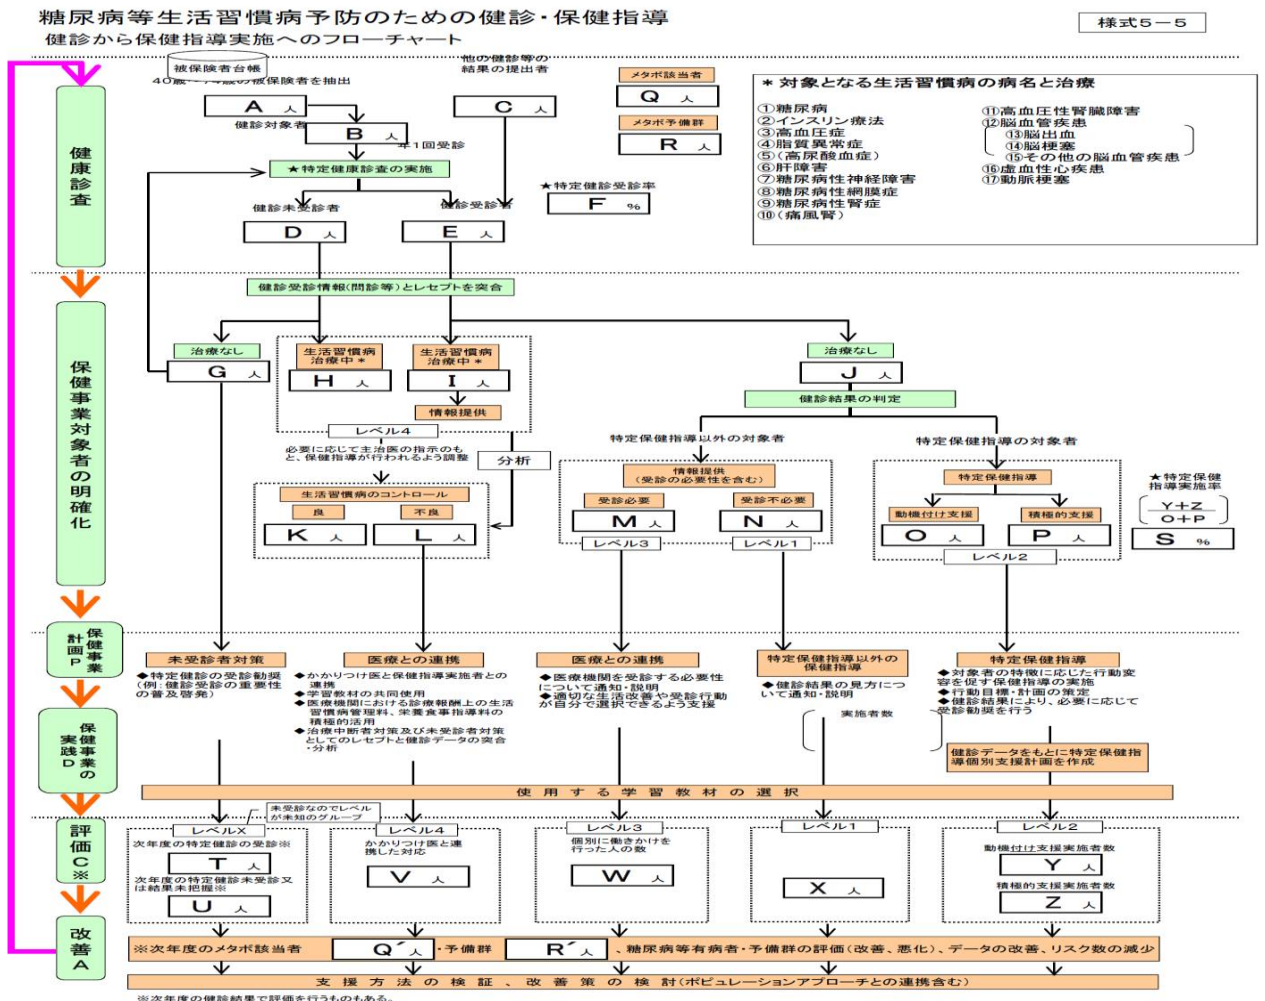 糖尿病等生活習慣病予防のための健診・保健指導
様式5－5
健診から保健指導実施へのフローチャート
被保険者台帳
40歳～74歳の被保険者を抽出
他の健診等の
結果の提出者
A 人
健診対象者
B 人
年1回受診
C 人
メタボ該当者
Q 人
メタボ予備群
R 人
＊対象となる生活習慣病の病名と治療
①糖尿病
②インスリン療法
③高血圧症
④脂質異常症
⑤(高尿酸血症)
⑥肝障害
⑦糖尿病性神経障害
⑧糖尿病性網膜症
⑨糖尿病性腎症
⑩(痛風腎)
⑪高血圧性腎臓障害
⑫脳血管疾患
⑬脳出血
⑭脳梗塞
⑮その他の脳血管疾患
⑯虚血性心疾患
⑰動脈梗塞
健康診査
★特定健康診査の実施
★特定健診受診率
F %
健診未受診者
D 人
健診受診者
E 人
健診受診情報(問診等)とレセプトを突合
保健事業対象者の明確化
治療なし
G 人
生活習慣病
治療中＊
H 人
生活習慣病
治療中＊
I 人
情報提供
レベル4
治療なし
J 人
健診結果の判定
必要に応じて主治医の指示のも
と、保健指導が行われるよう調整
分析
生活習慣病のコントロール
良
K 人
不良
L 人
特定保健指導以外の対象者
情報提供
(受診の必要性を含む)
受診必要
M 人
レベル3
受診不必要
N 人
レベル1
特定保健指導の対象者
特定保健指導
動機付け支援
O 人
積極的支援
P 人
レベル2
★特定保健
指導実施率
Y+Z
O+P
S %
保健事業
計画P
未受診者対策
◆特定健診の受診勧奨
(例:健診受診の重要性
の普及啓発)
医療との連携
◆かかりつけ医と保健指導実施者との
連携
◆学習教材の共同使用
◆医療機関における診療報酬上の生活
習慣病管理料、栄養食事指導料の
積極的活用
◆治療中断者対策及び未受診者対策
としてのレセプトと健診データの突合
・分析
医療との連携
◆医療機関を受診する必要性
について通知・説明
◆適切な生活改善や受診行動
が自分で選択できるよう支援
特定保健指導以外の
保健指導
◆健診結果の見方につ
いて通知・説明
実施者数
特定保健指導
◆対象者の特徴に応じた行動変
容を促す保健指導の実施
◆行動目標・計画の策定
◆健診結果により、必要に応じて
受診勧奨を行う
健診データをもとに特定保健指
導個別支援計画を作成
保健事業の
実践D
使用する学習教材の選択
評価C※
未受診なのでレベル
が未知のグループ
レベルX
次年度の特定健診の受診※
T 人
次年度の特定健診未受診又
は結果未把握※
U 人
レベル4
かかりつけ医と連
携した対応
V 人
レベル3
個別に働きかけを
行った人の数
W 人
レベル1
X 人
レベル2
動機付け支援実施者数
Y 人
積極的支援実施者数
Z 人
改善A
※次年度のメタボ該当者 Q´ 人 ・予備群 R´ 人 、糖尿病等有病者・予備群の評価(改善、悪化)、データの改善、リスク数の減少
支援方法の検証、改善策の検討(ポピュレーションアプローチとの連携含む)
※次年度の健診結果で評価を行うものもある。